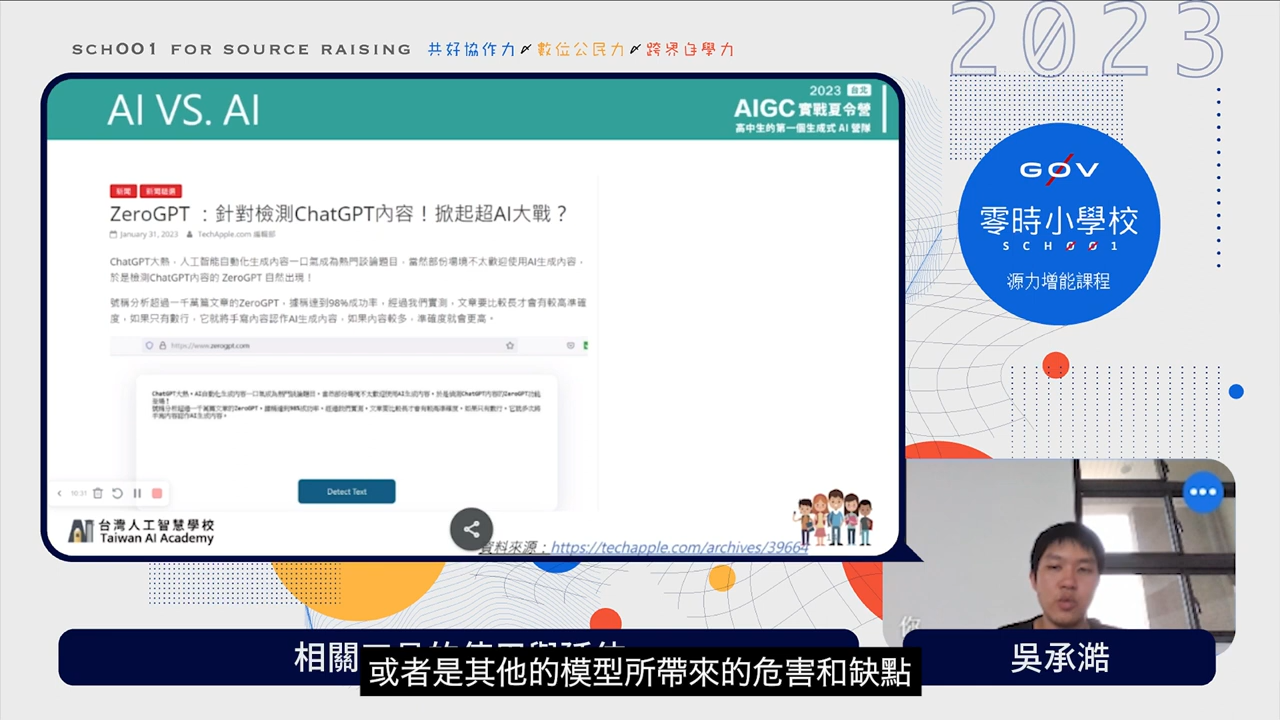 SCH001 FOR SOURCE RAISING 共好協作力 數位公民力 跨界自學力
2023
AI VS. AI
2023 台北
AIGC 實戰夏令營
高中生的第一個生成式 AI 營隊
新聞 新聞精選
ZeroGPT ：針對檢測ChatGPT內容！掀起超AI大戰？
January 31, 2023 TechApple.com 編輯部
ChatGPT大熱，人工智能自動化生成內容一口氣成為熱門談論題目，當然部份場境不太歡迎使用AI生成內容，
於是檢測ChatGPT內容的 ZeroGPT 自然出現！
號稱分析超過一千萬篇文章的ZeroGPT，據稱達到98%成功率，經過我們實測，文章要比較長才會有較高準確
度，如果只有數行，它就將手寫內容認作AI生成內容，如果內容較多，準確度就會更高。
https://www.zerogpt.com
Detect Text
10:31
台灣人工智慧學校
Taiwan AI Academy
資料來源：https://techapple.com/archives/39664
G0V
零時小學校
SCH001
源力增能課程
你
相關
吳承澔
或者是其他的模型所帶來的危害和缺點